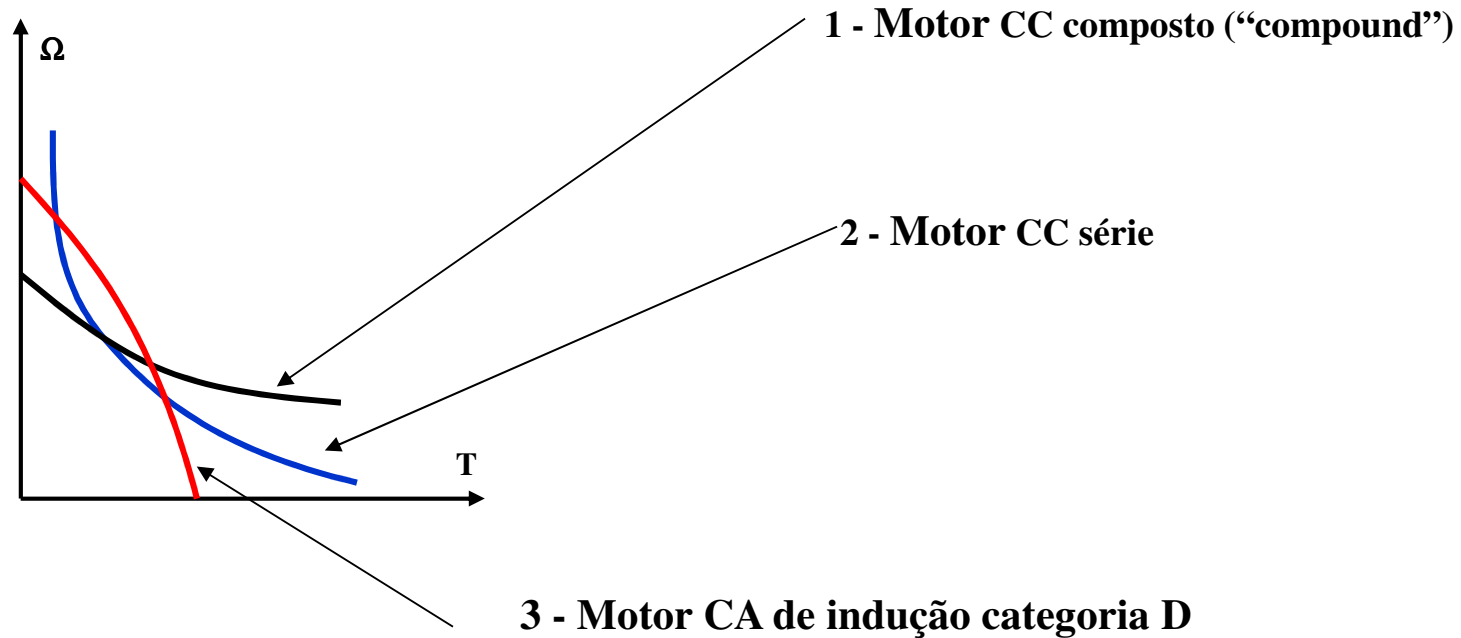 1 - Motor CC composto (“compound”)
Ω
2 - Motor CC série
T
3 - Motor CA de indução categoria D